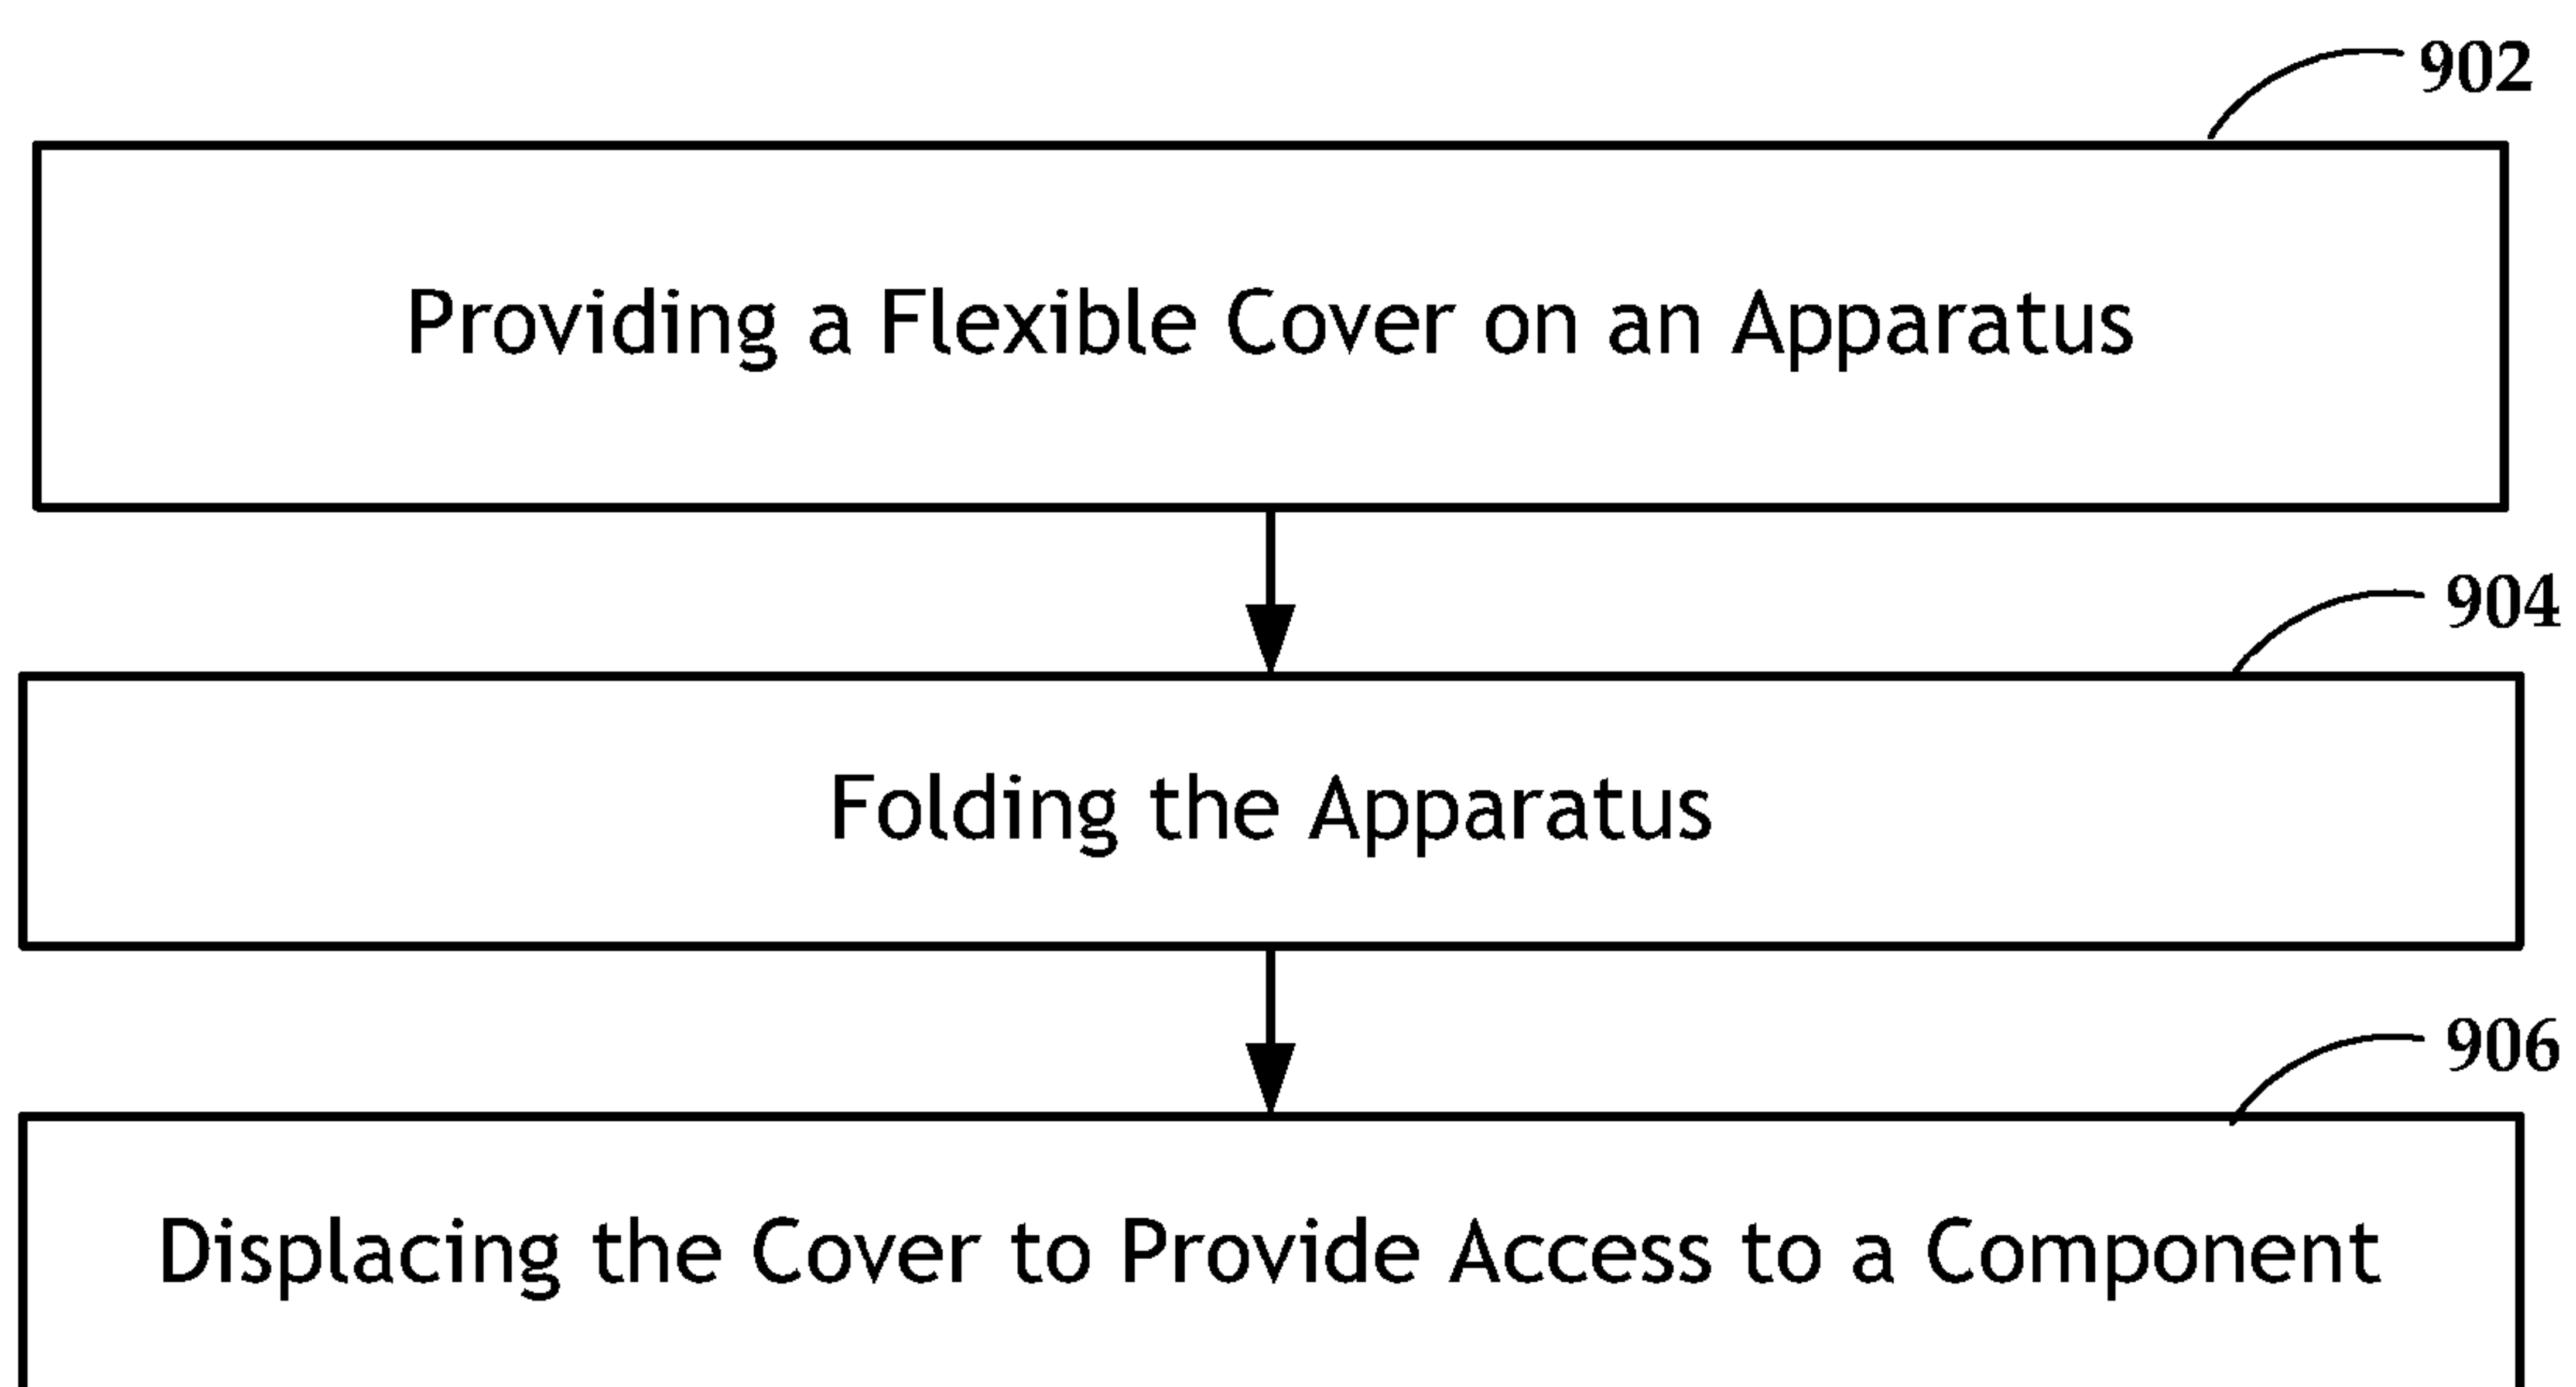 902
Providing a Flexible Cover on an Apparatus
904
Folding the Apparatus
906
Displacing the Cover to Provide Access to a Component